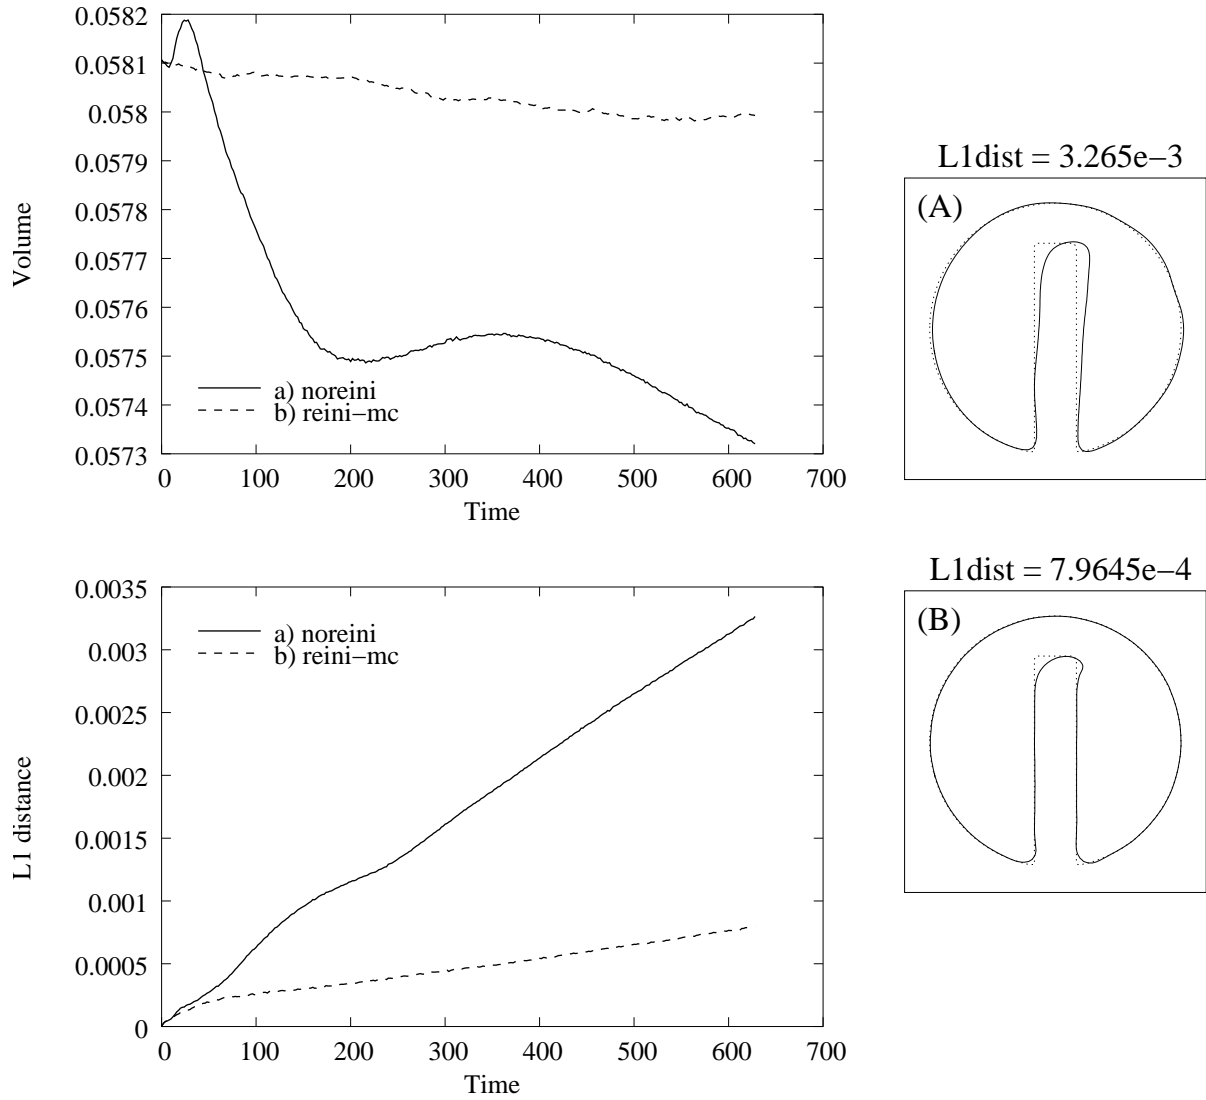 0.0582
0.0581
0.058
0.0579
0.0578
0.0577
0.0576
0.0575
0.0574
0.0573
Volume
a) noreini
b) reini−mc
0 100 200 300 400 500 600 700
Time
L1dist = 3.265e−3
(A)
0.0035
0.003
0.0025
0.002
0.0015
0.001
0.0005
0
L1 distance
a) noreini
b) reini−mc
0 100 200 300 400 500 600 700
Time
L1dist = 7.9645e−4
(B)